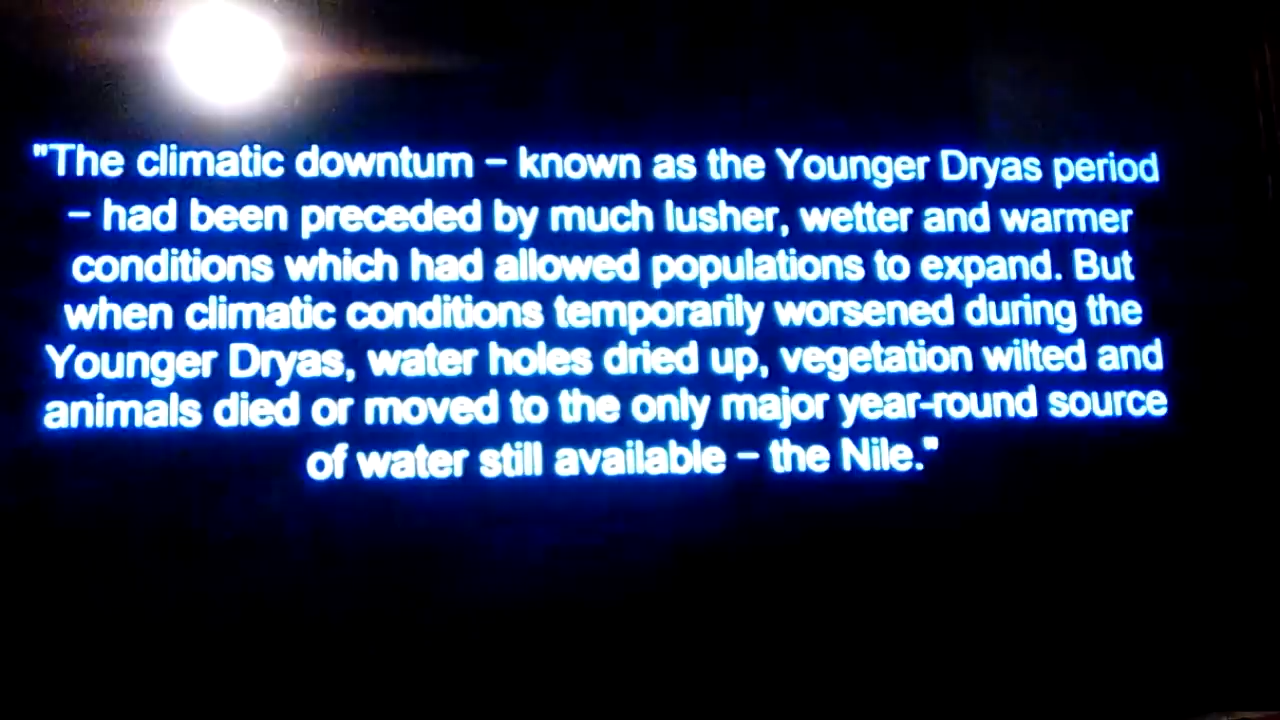 "The climatic downturn – known as the Younger Dryas period
– had been preceded by much lusher, wetter and warmer
conditions which had allowed populations to expand. But
when climatic conditions temporarily worsened during the
Younger Dryas, water holes dried up, vegetation wilted and
animals died or moved to the only major year-round source
of water still available – the Nile."